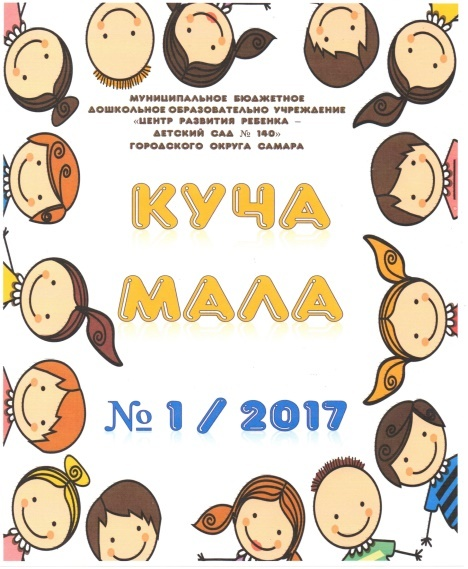 МУНИЦИПАЛЬНОЕ БЮДЖЕТНОЕ
ДОШКОЛЬНОЕ ОБРАЗОВАТЕЛЬНО УЧРЕЖДЕНИЕ
«ЦЕНТР РАЗВИТИЯ РЕБЕНКА –
ДЕТСКИЙ САД № 140»
ГОРОДСКОГО ОКРУГА САМАРА
КУЧА
МАЛА
№ 1 / 2017